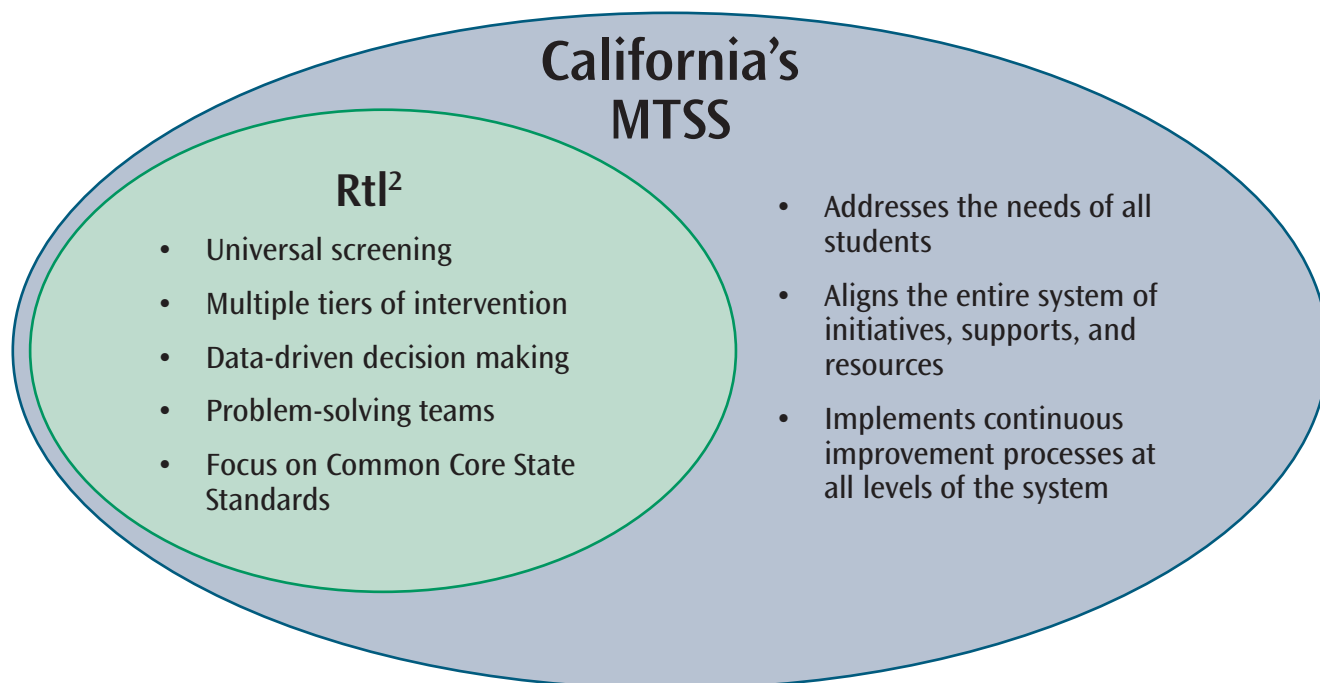 California's
MTSS
RtI²
• Universal screening
• Multiple tiers of intervention
• Data-driven decision making
• Problem-solving teams
• Focus on Common Core State
Standards
• Addresses the needs of all
students
• Aligns the entire system of
initiatives, supports, and
resources
• Implements continuous
improvement processes at
all levels of the system